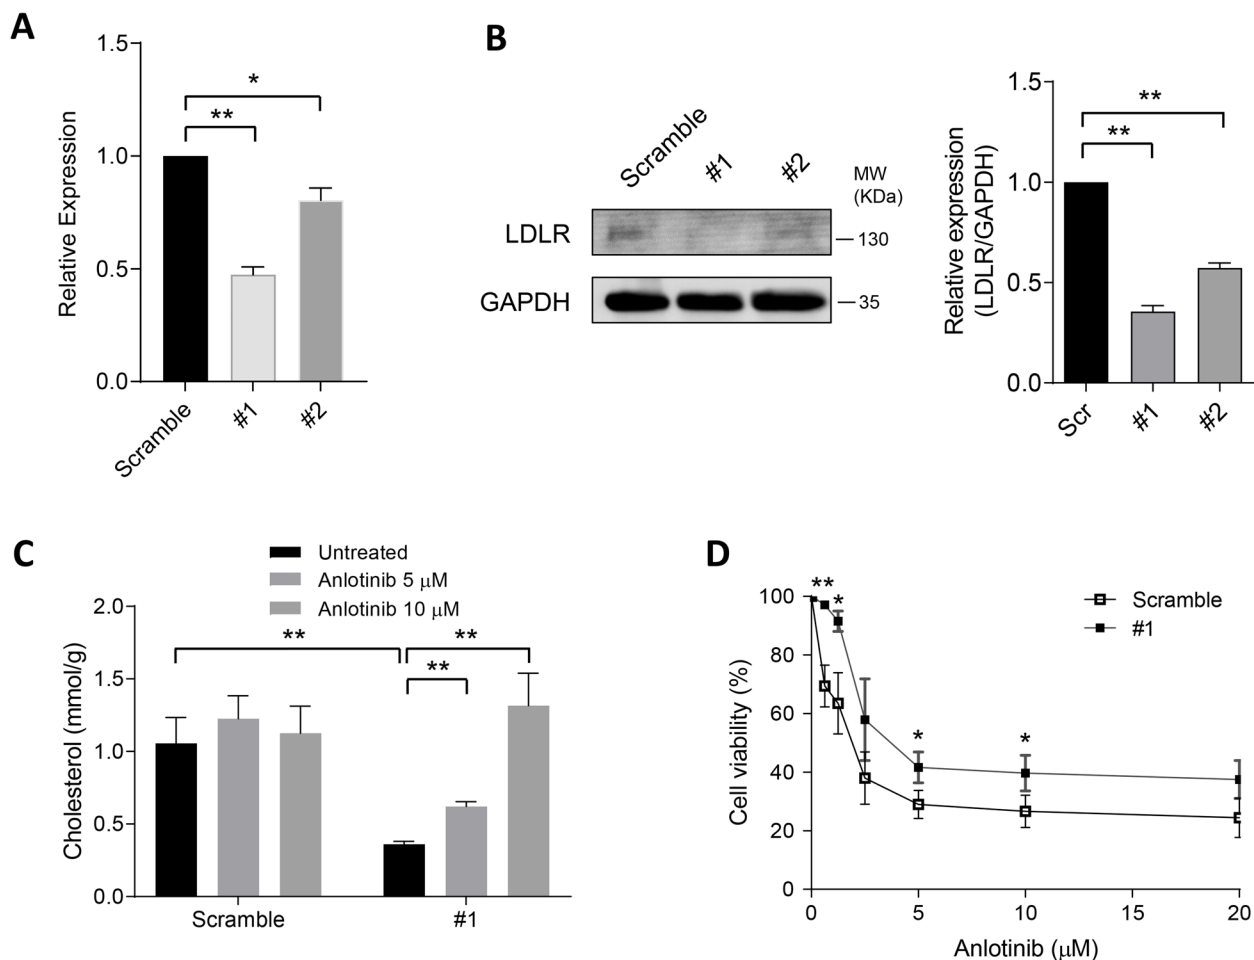 A
1.5
1.0
0.5
0.0
Relative Expression
*
**
Scramble
#1
#2
B
Scramble
#1
#2
MW
(KDa)
LDLR
130
GAPDH
35
1.5
1.0
0.5
0.0
Relative expression
(LDLR/GAPDH)
**
**
Scr
#1
#2
C
Untreated
Anlotinib 5 μM
Anlotinib 10 μM
2.0
1.5
1.0
0.5
0.0
Cholesterol (mmol/g)
**
**
**
Scramble
#1
D
100
80
60
40
20
0
Cell viability (%)
**
*
*
*
Scramble
#1
0
5
10
15
20
Anlotinib (μM)